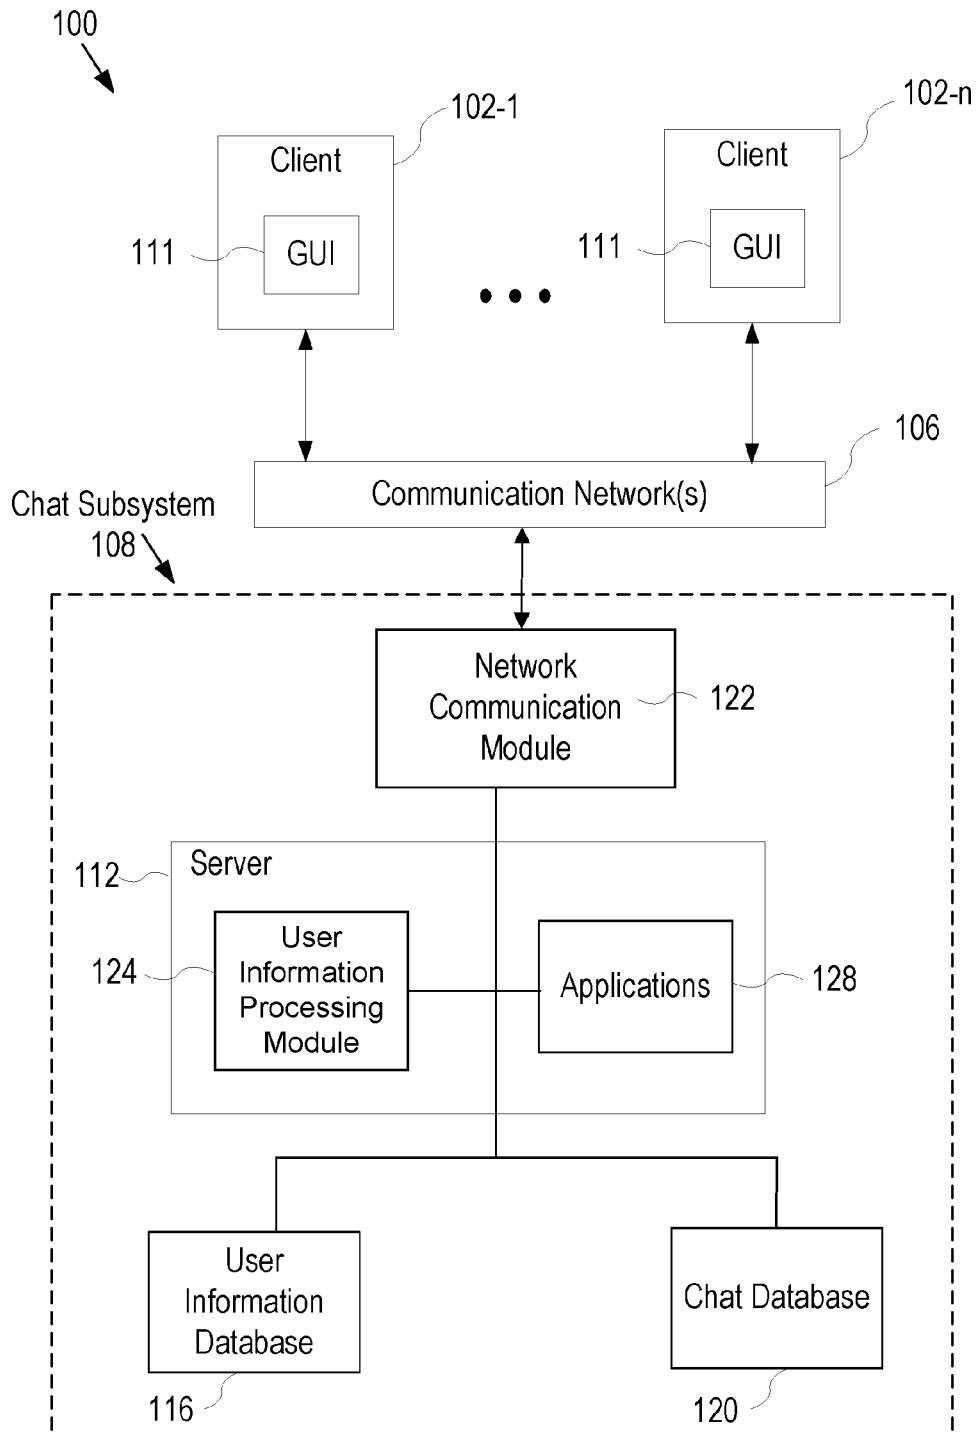 100
102-1
102-n
Client
Client
111
GUI
111
GUI
106
Communication Network(s)
Chat Subsystem
108
Network
Communication
Module
122
112
Server
User
Information
Processing
Module
124
Applications
128
User
Information
Database
Chat Database
116
120